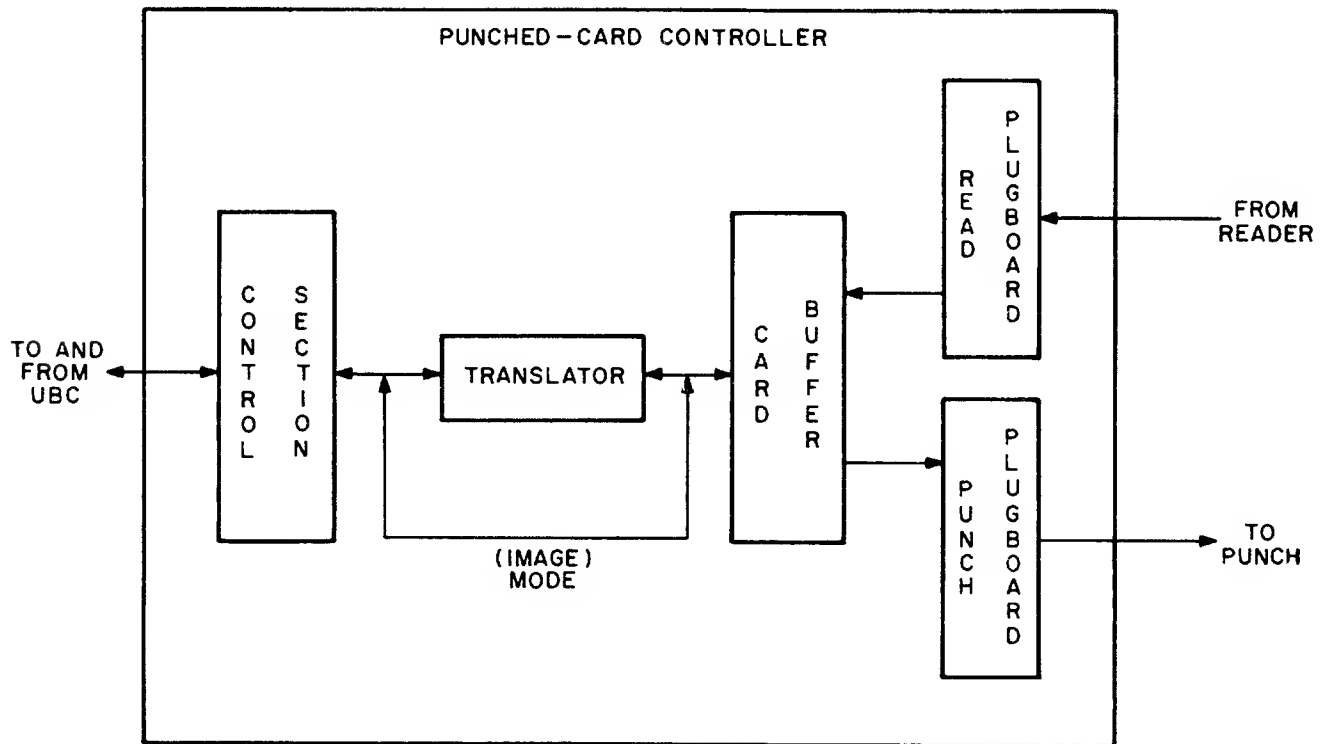 PUNCHED-CARD CONTROLLER
READ
PLUGBOARD
FROM
READER
CONTROL
SECTION
TO AND
FROM
UBC
TRANSLATOR
CARD
BUFFER
(IMAGE)
MODE
PUNCH
PLUGBOARD
TO
PUNCH